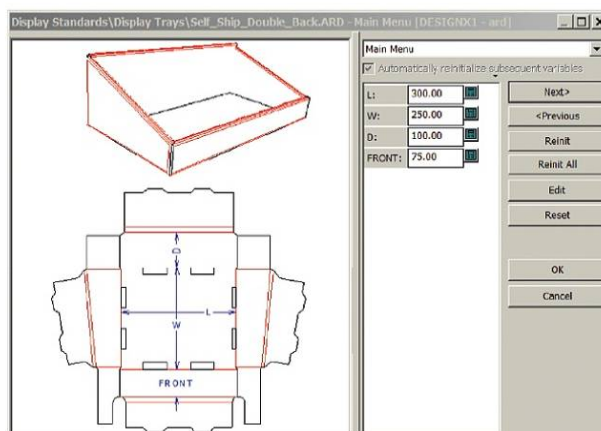 Display Standards\Display Trays\Self_Ship_Double_Back.ARD - Main Menu [DESIGNX1 - ard]
Main Menu
Automatically reinitialize subsequent variables
L: 300.00
W: 250.00
D: 100.00
FRONT: 75.00
Next>
<Previous
Reinit
Reinit All
Edit
Reset
OK
Cancel
D
L
W
FRONT